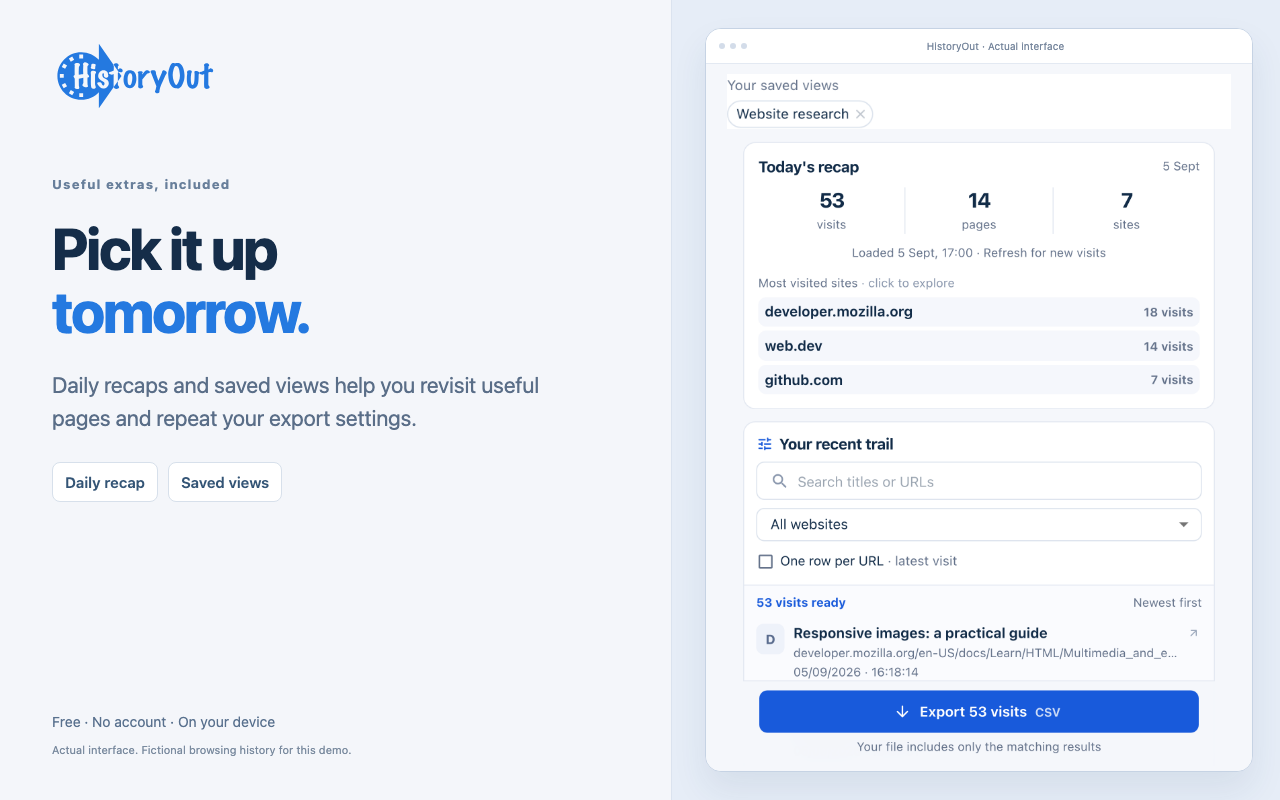 HistoryOut
Useful extras, included
Pick it up
tomorrow.
Daily recaps and saved views help you revisit useful
pages and repeat your export settings.
Daily recap
Saved views
Free · No account · On your device
Actual interface. Fictional browsing history for this demo.
HistoryOut · Actual interface
Your saved views
Website research
Today's recap
5 Sept
53
14
7
visits
pages
sites
Loaded 5 Sept, 17:00 · Refresh for new visits
Most visited sites · click to explore
developer.mozilla.org
18 visits
web.dev
14 visits
github.com
7 visits
Your recent trail
Search titles or URLs
All websites
One row per URL · latest visit
53 visits ready
Newest first
D
Responsive images: a practical guide
developer.mozilla.org/en-US/docs/Learn/HTML/Multimedia_and_e...
05/09/2026 · 16:18:14
Export 53 visits CSV
Your file includes only the matching results